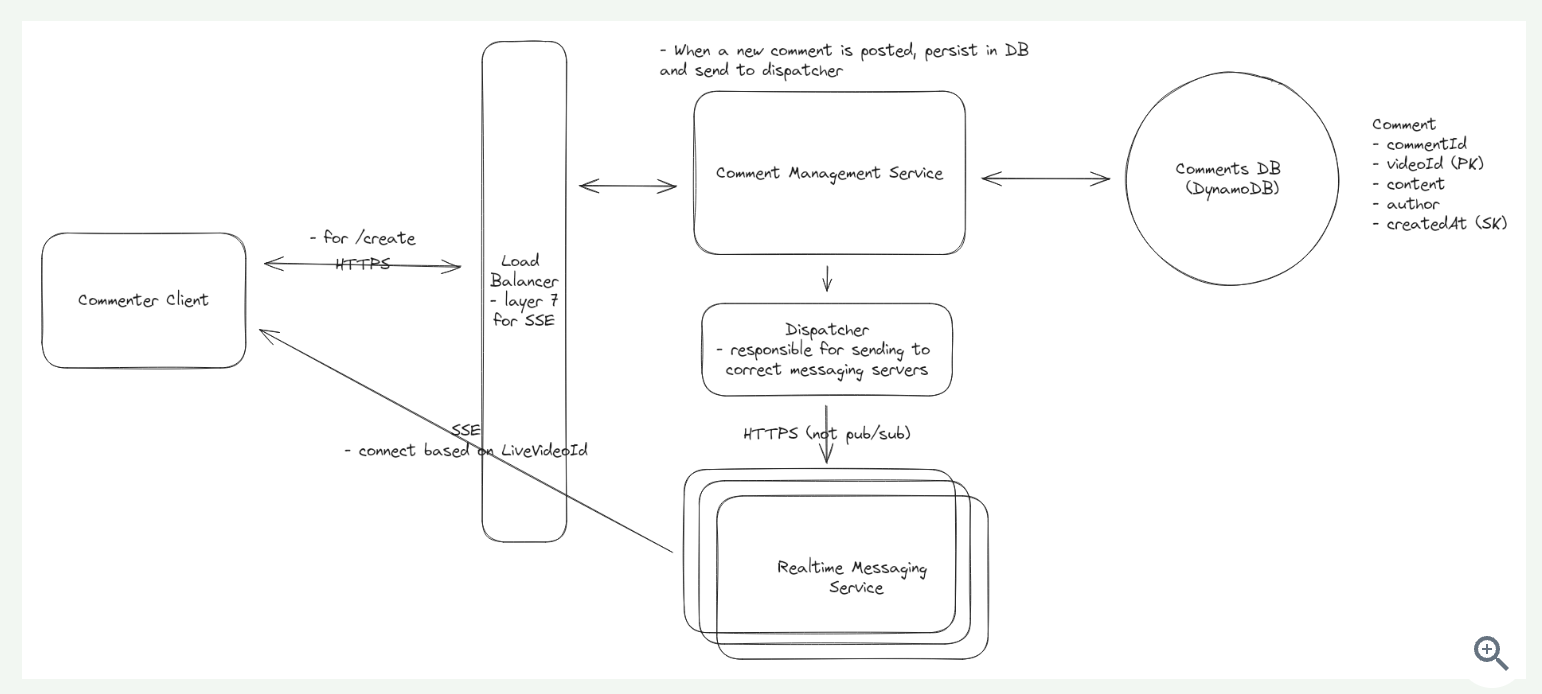 - When a new comment is posted, persist in DB
and send to dispatcher
Comment Management Service
Comments DB
(DynamoDB)
Comment
- commentId
- videoId (PK)
- content
- author
- createdAt (SK)
- for /create
HTTPS
Commenter Client
Load
Balancer
- layer 7
for SSE
Dispatcher
- responsible for sending to
correct messaging servers
SSE
- connect based on LiveVideoId
HTTPS (not pub/sub)
Realtime Messaging
Service